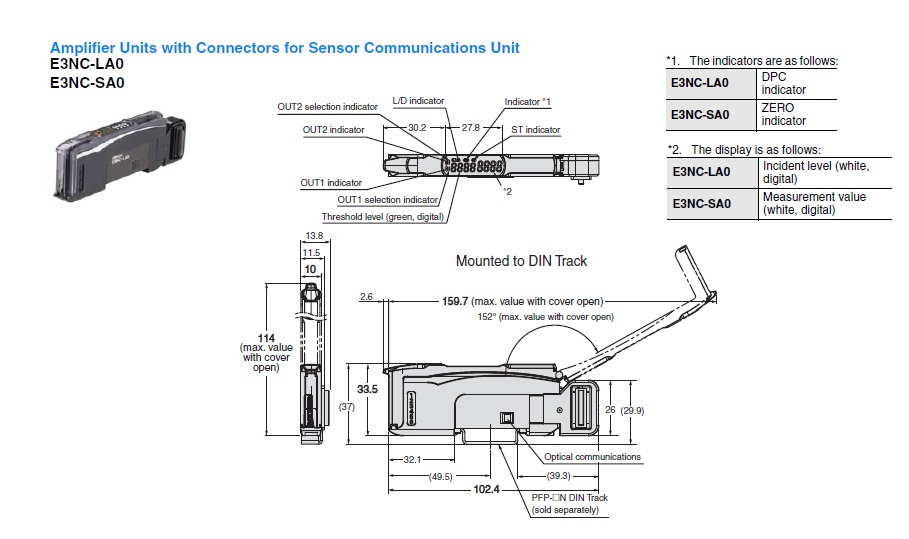 Amplifier Units with Connectors for Sensor Communications Unit
E3NC-LA0
E3NC-SA0
*1. The indicators are as follows:
E3NC-LA0 DPC indicator
E3NC-SA0 ZERO indicator
*2. The display is as follows:
E3NC-LA0 Incident level (white, digital)
E3NC-SA0 Measurement value (white, digital)
OUT2 selection indicator
L/D indicator
Indicator *1
OUT2 indicator
30.2
27.8
ST indicator
OUT1 indicator
*2
OUT1 selection indicator
Threshold level (green, digital)
13.8
11.5
10
Mounted to DIN Track
2.6
159.7 (max. value with cover open)
152° (max. value with cover open)
114
(max. value
with cover
open)
33.5
(37)
26
(29.9)
Optical communications
32.1
(49.5)
(39.3)
102.4
PFP-□N DIN Track
(sold separately)